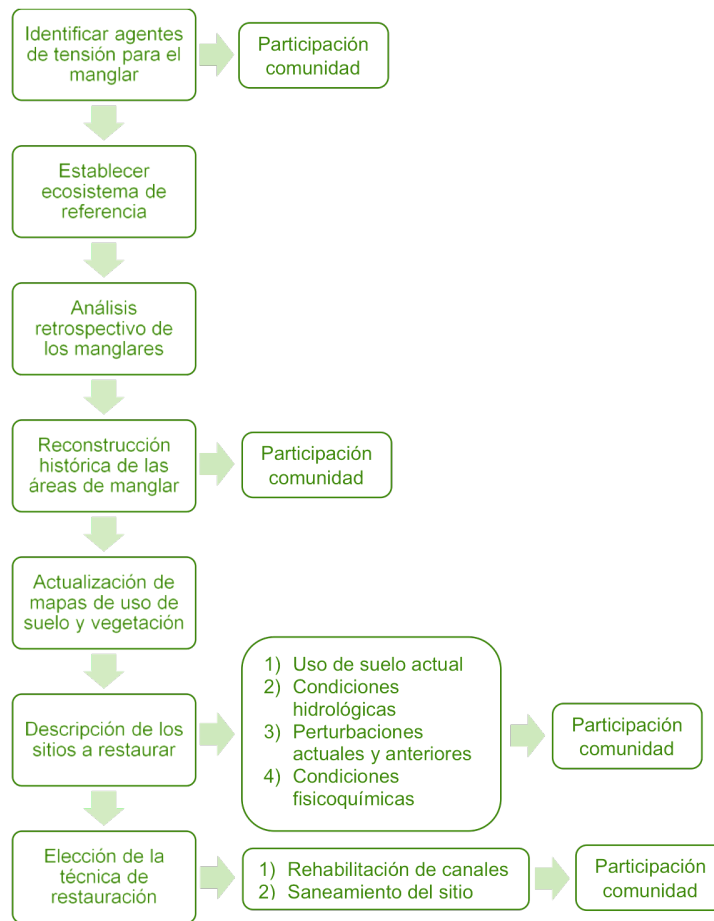 Identificar agentes
de tensión para el
manglar
Participación
comunidad
Establecer
ecosistema de
referencia
Análisis
retrospectivo de
los manglares
Reconstrucción
histórica de las
áreas de manglar
Participación
comunidad
Actualización de
mapas de uso de
suelo y vegetación
Descripción de los
sitios a restaurar
1) Uso de suelo actual
2) Condiciones
hidrológicas
3) Perturbaciones
actuales y anteriores
4) Condiciones
fisicoquímicas
Participación
comunidad
Elección de la
técnica de
restauración
1) Rehabilitación de canales
2) Saneamiento del sitio
Participación
comunidad